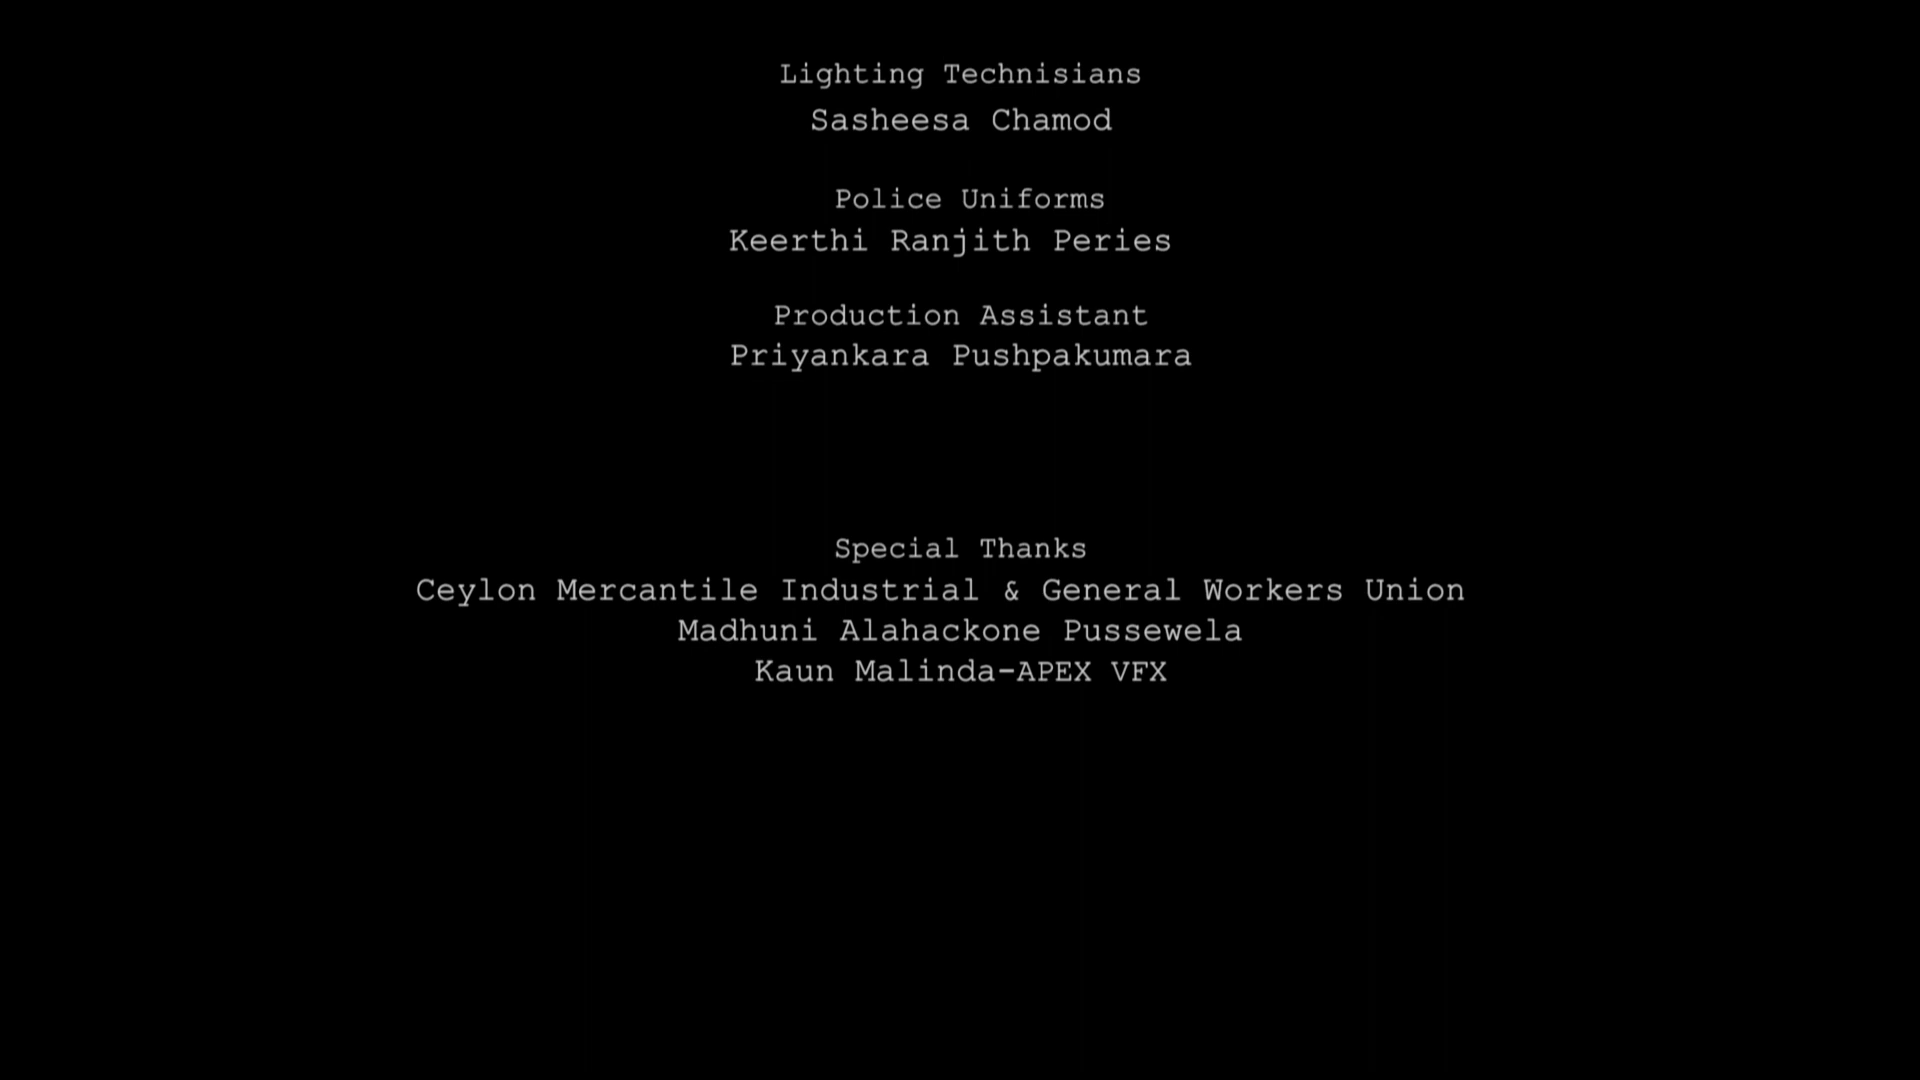 Lighting Technisians
Sasheesa Chamod
Police Uniforms
Keerthi Ranjith Peries
Production Assistant
Priyankara Pushpakumara
Special Thanks
Ceylon Mercantile Industrial & General Workers Union
Madhuni Alahackone Pussewela
Kaun Malinda-APEX VFX